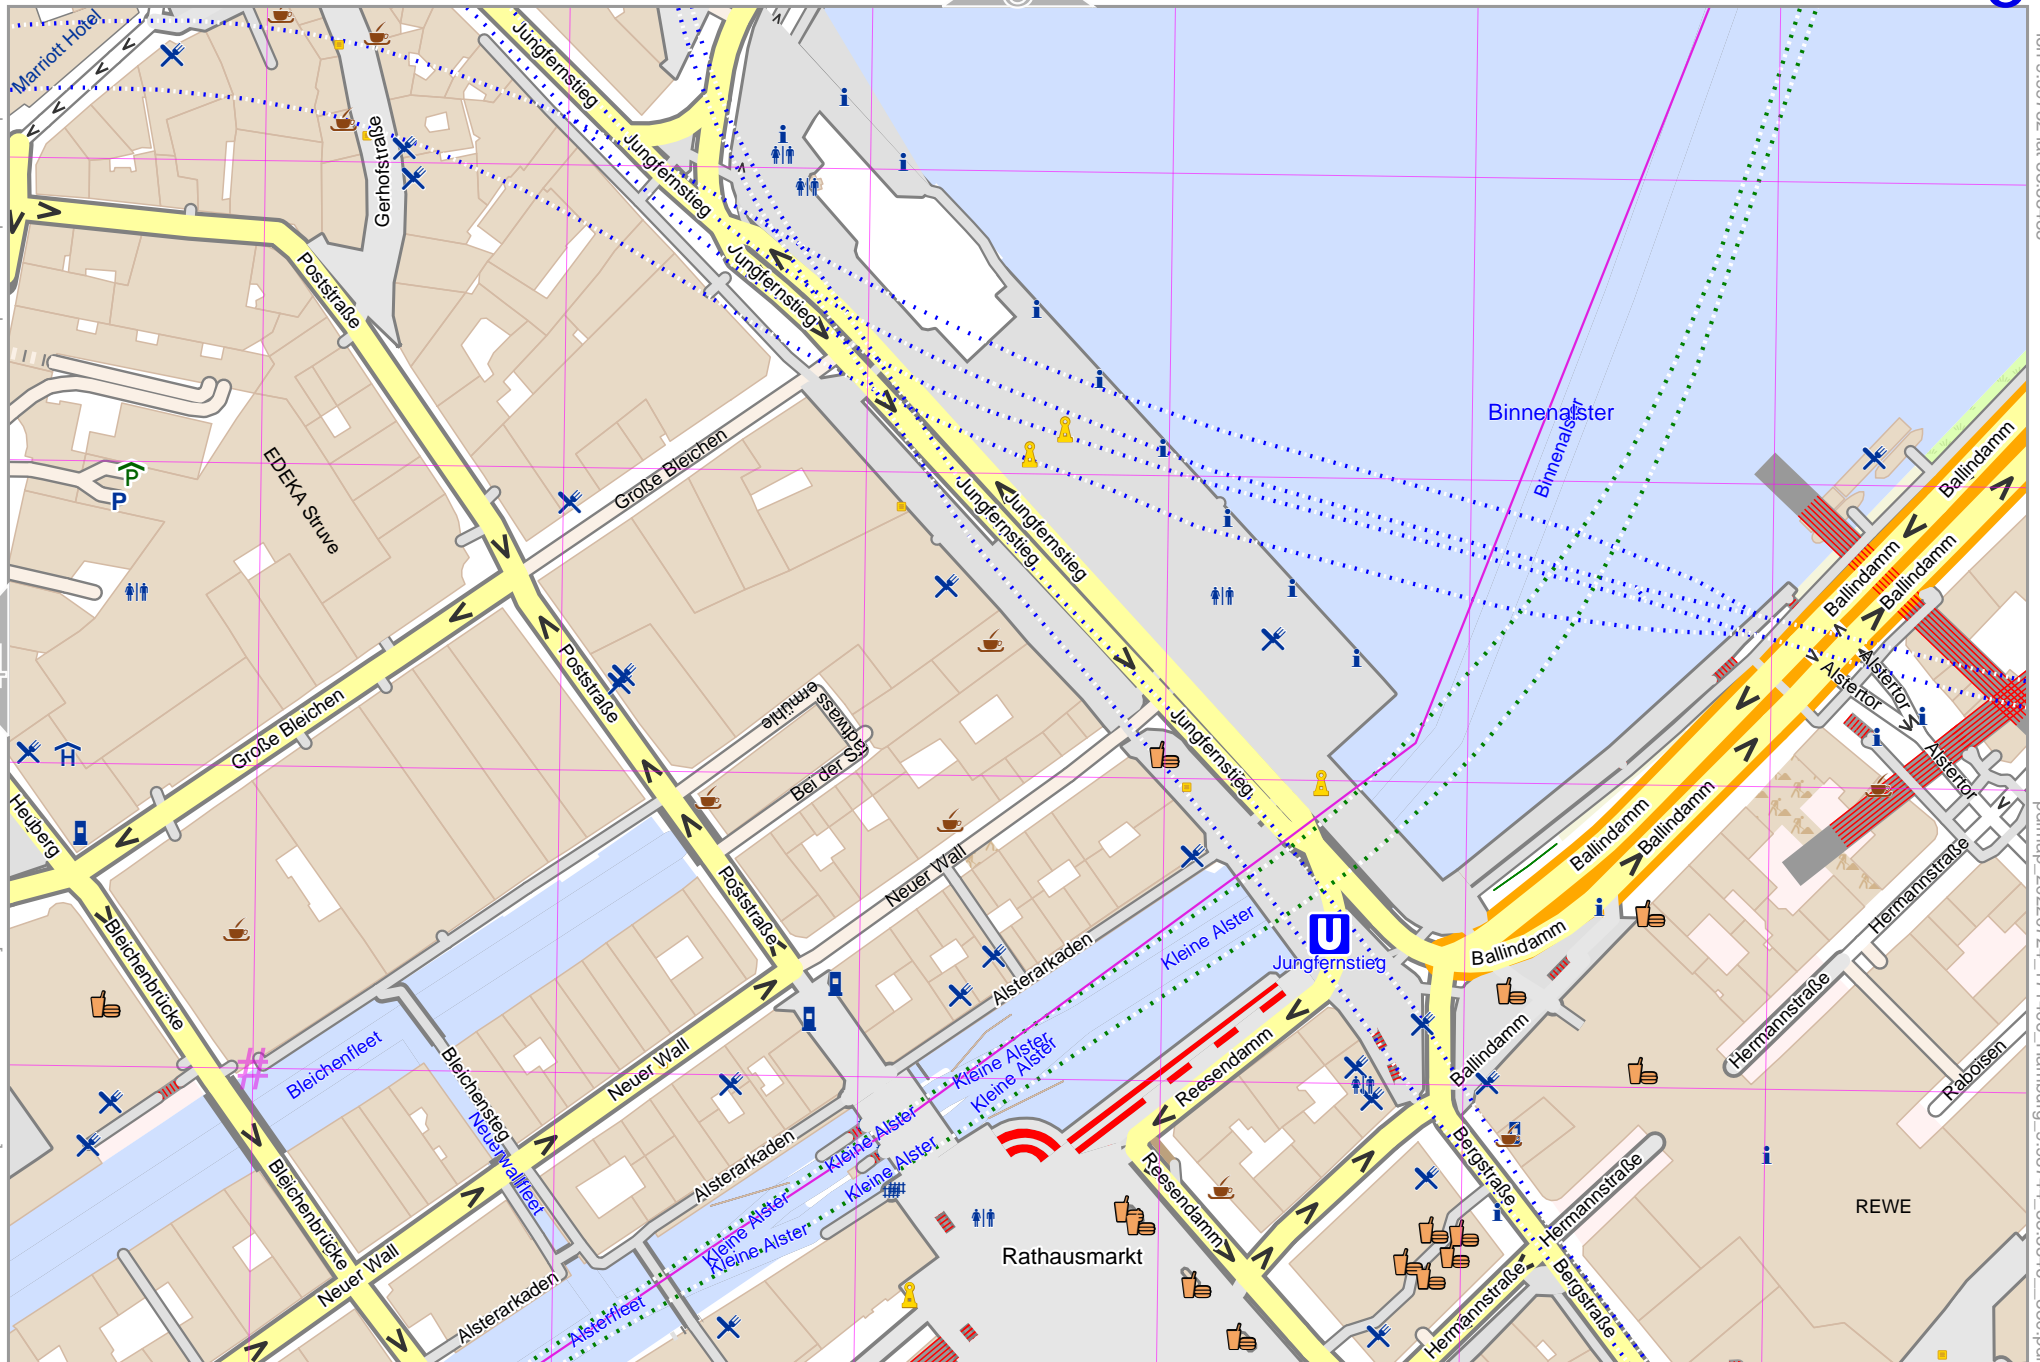 Marriott Hotel
Jungfernstieg
Gerhofstraße
Jungfernstieg
Jungfernstieg
Poststraße
Binnenalster
Binnenalster
Ballindamm
Große Bleichen
EDEKA Struve
P
P
Jungfernstieg
Jungfernstieg
Ballindamm
Ballindamm
Poststraße
Alstertor
Alstertor
Große Bleichen
H
Bei der Stadtwassermühle
Jungfernstieg
Alstertor
Heuberg
Ballindamm
Ballindamm
Neuer Wall
Poststraße
Hermannstraße
Bleichenbrücke
Kleine Alster
U
Jungfernstieg
Ballindamm
Alsterarkaden
Hermannstraße
Bleichenfleet
Bleichensteg
Neuer Wall
Kleine Alster
Kleine Alster
Reesendamm
Ballindamm
Raboisen
Neuerwallfleet
Alsterarkaden
Kleine Alster
Kleine Alster
Bergstraße
Hermannstraße
Bleichenbrücke
Kleine Alster
Kleine Alster
Reesendamm
REWE
Rathausmarkt
Neuer Wall
Alsterarkaden
Alsterfleet
Hermannstraße
Bergstraße